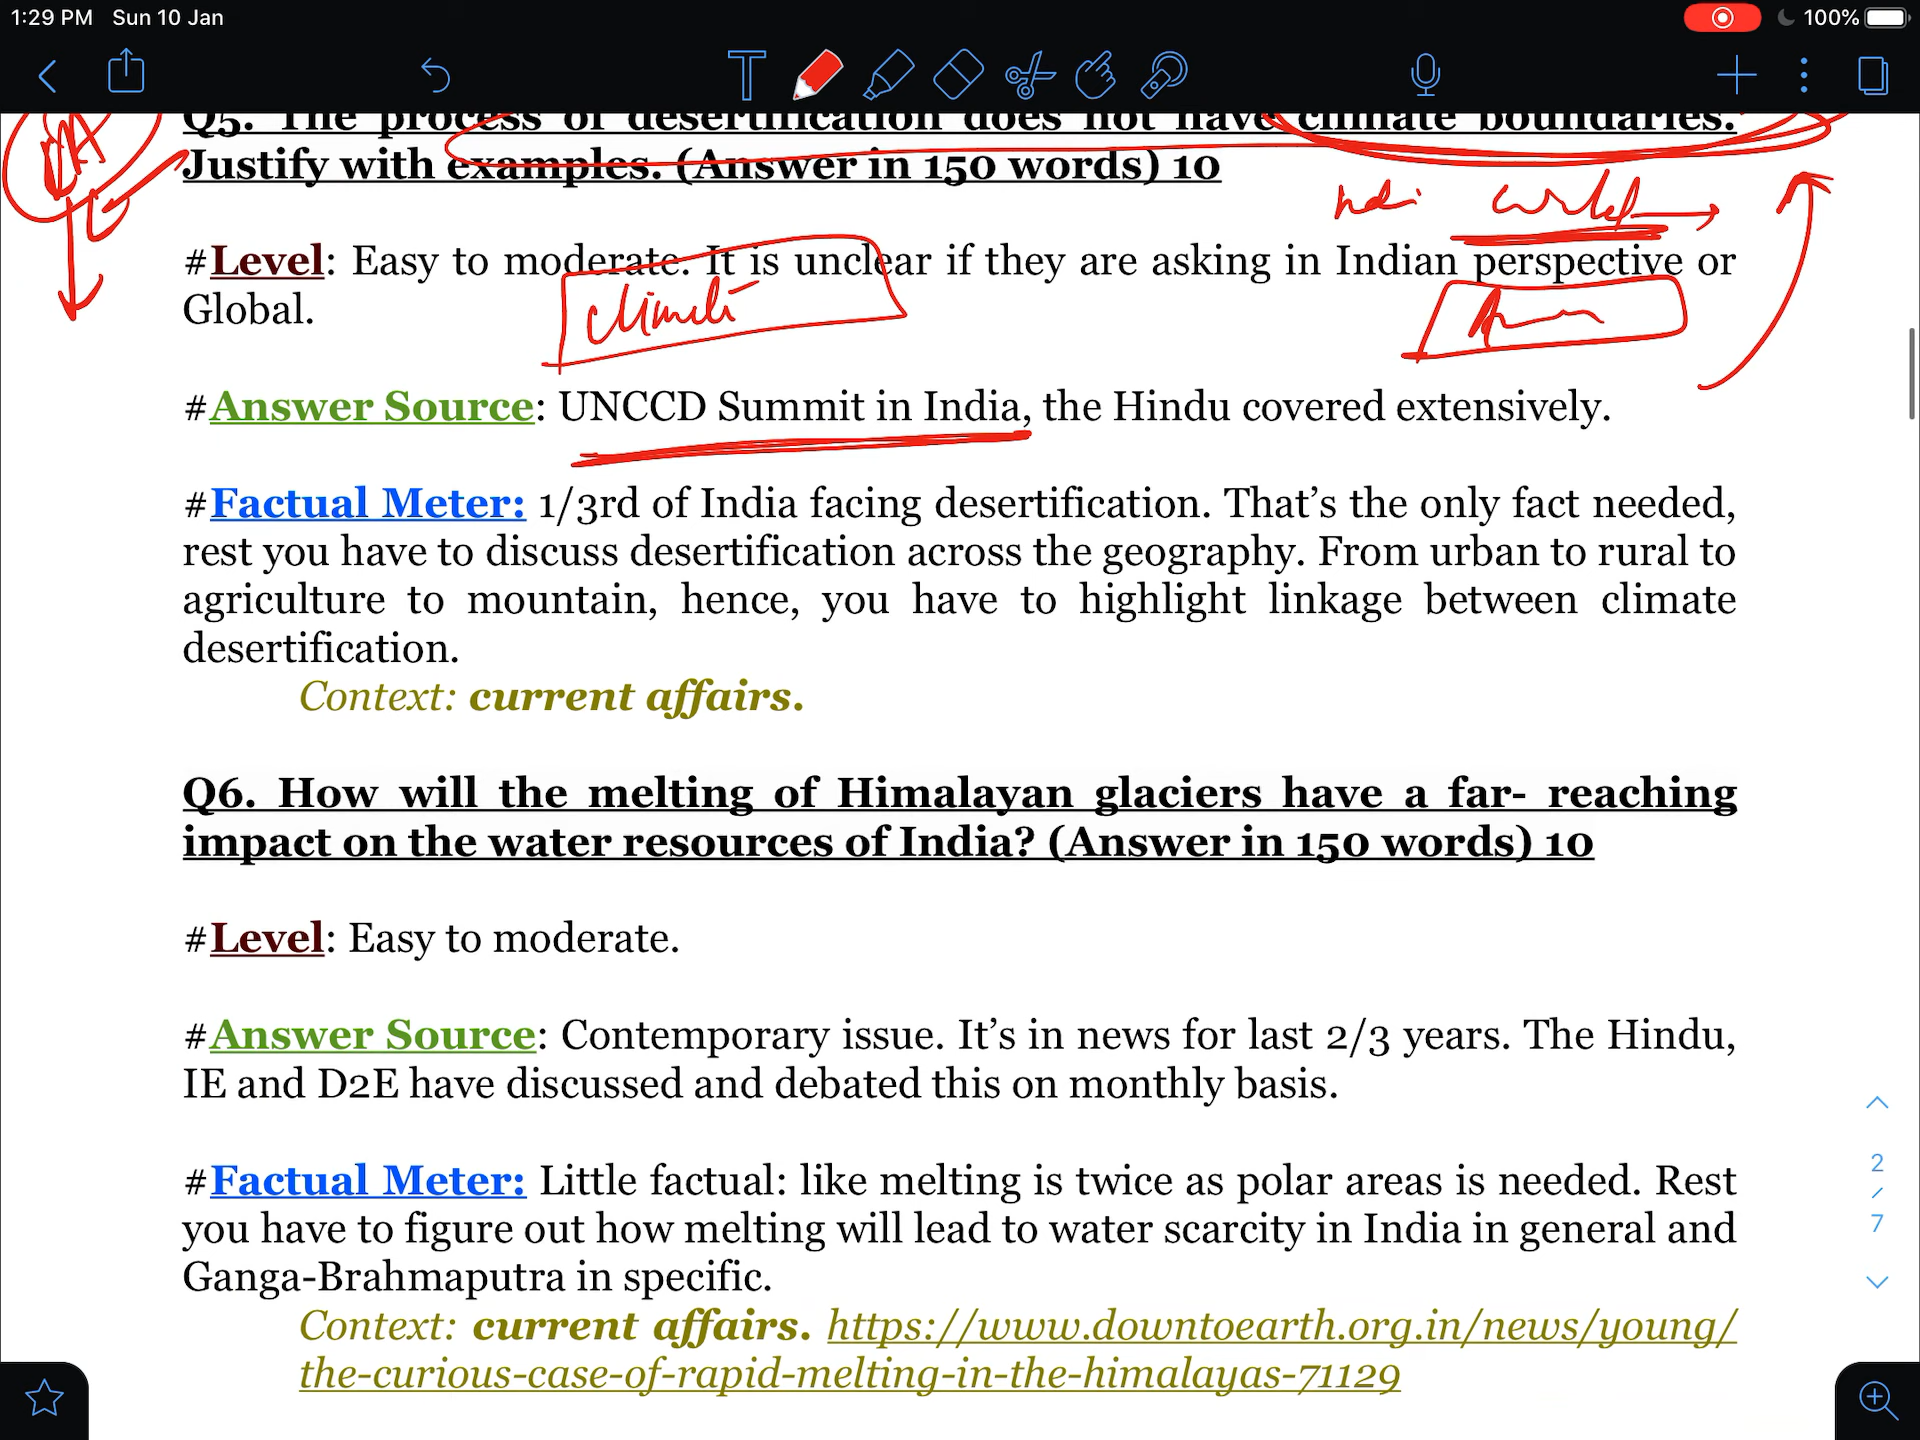 1:29 PM Sun 10 Jan
100%
Q5. The process of desertification does not have climate boundaries.
Justify with examples. (Answer in 150 words) 10
#Level: Easy to moderate. It is unclear if they are asking in Indian perspective or
Global.
#Answer Source: UNCCD Summit in India, the Hindu covered extensively.
#Factual Meter: 1/3rd of India facing desertification. That’s the only fact needed,
rest you have to discuss desertification across the geography. From urban to rural to
agriculture to mountain, hence, you have to highlight linkage between climate
desertification.
Context: current affairs.
Q6. How will the melting of Himalayan glaciers have a far- reaching
impact on the water resources of India? (Answer in 150 words) 10
#Level: Easy to moderate.
#Answer Source: Contemporary issue. It’s in news for last 2/3 years. The Hindu,
IE and D2E have discussed and debated this on monthly basis.
#Factual Meter: Little factual: like melting is twice as polar areas is needed. Rest
you have to figure out how melting will lead to water scarcity in India in general and
Ganga-Brahmaputra in specific.
Context: current affairs. https://www.downtoearth.org.in/news/young/
the-curious-case-of-rapid-melting-in-the-himalayas-71129
2
/
7